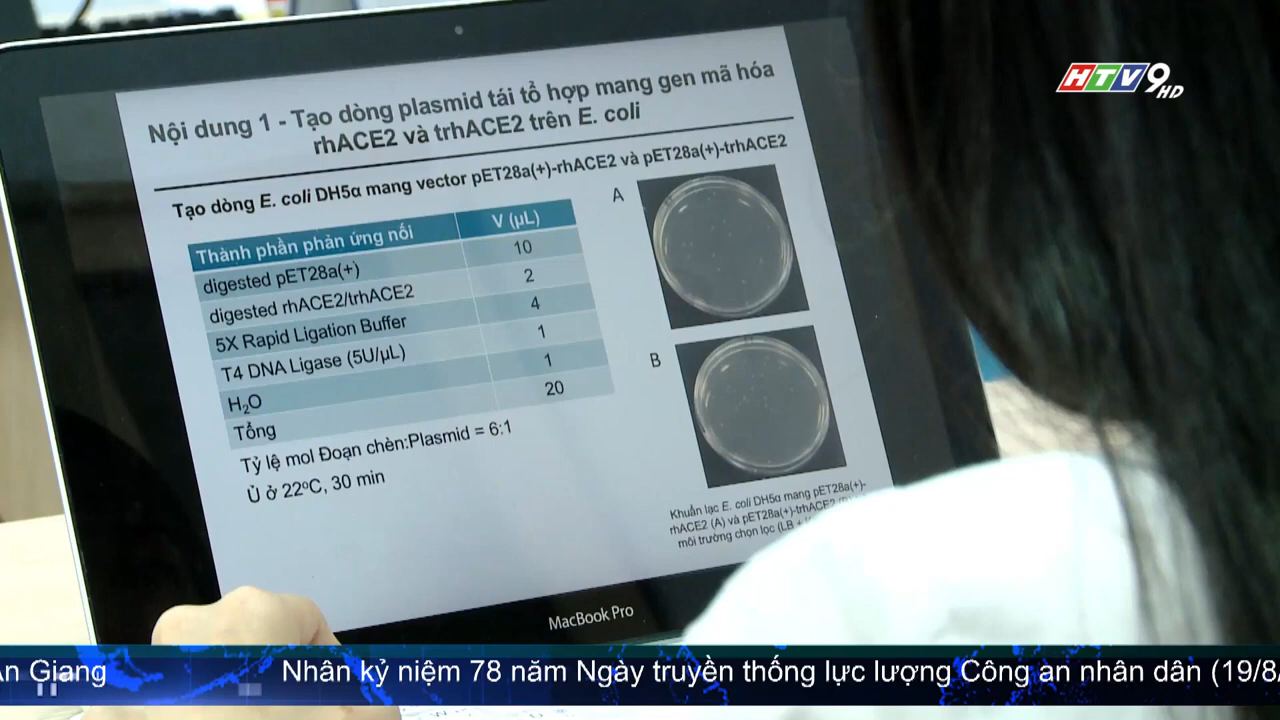 HTV9 HD
Nội dung 1 - Tạo dòng plasmid tái tổ hợp mang gen mã hóa
rhACE2 và trhACE2 trên E. coli
Tạo dòng E. coli DH5α mang vector pET28a(+)-rhACE2 và pET28a(+)-trhACE2
Thành phần phản ứng nối V (µL)
digested pET28a(+) 10
digested rhACE2/trhACE2 2
5X Rapid Ligation Buffer 4
T4 DNA Ligase (5U/µL) 1
H₂O 1
Tổng 20
Tỷ lệ mol Đoạn chèn:Plasmid = 6:1
Ủ ở 22ºC, 30 min
A
B
Khuẩn lạc E. coli DH5α mang pET28a(+)-
rhACE2 (A) và pET28a(+)-trhACE2
môi trường chọn lọc (LB +
MacBook Pro
An Giang Nhân kỷ niệm 78 năm Ngày truyền thống lực lượng Công an nhân dân (19/8/